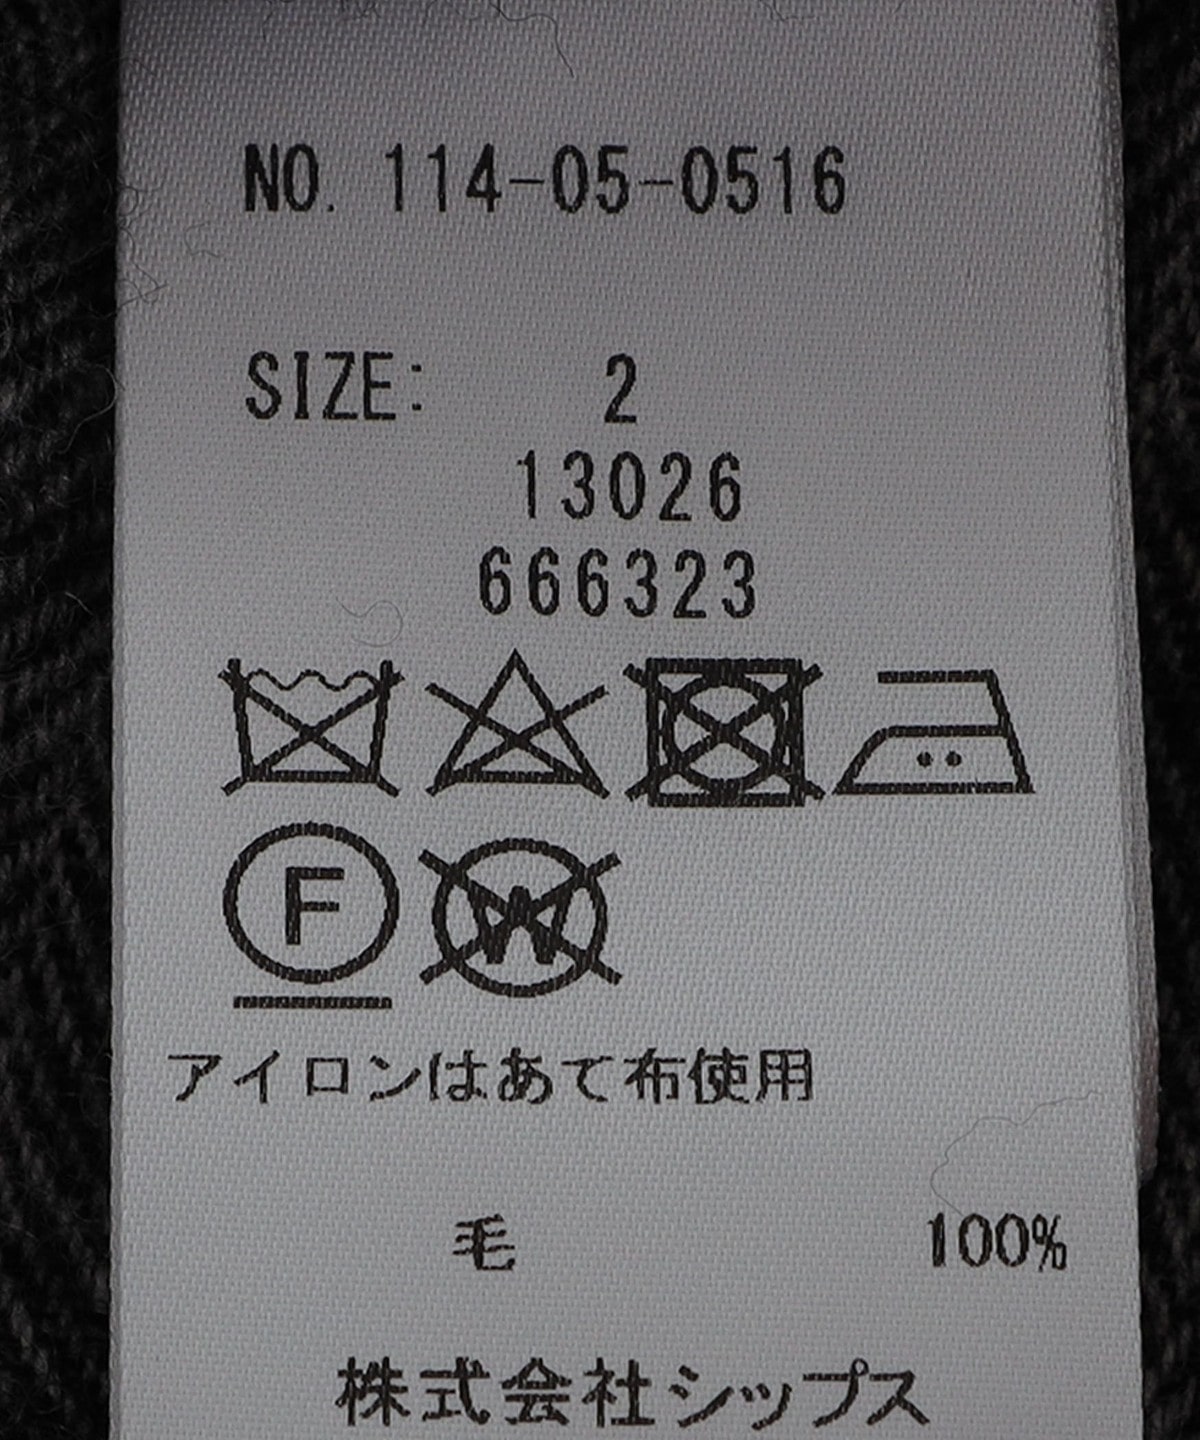 NO. 114-05-0516
SIZE: 2
13026
666323
F W
アイロンはあて布使用
毛 100%
株式会社シップス